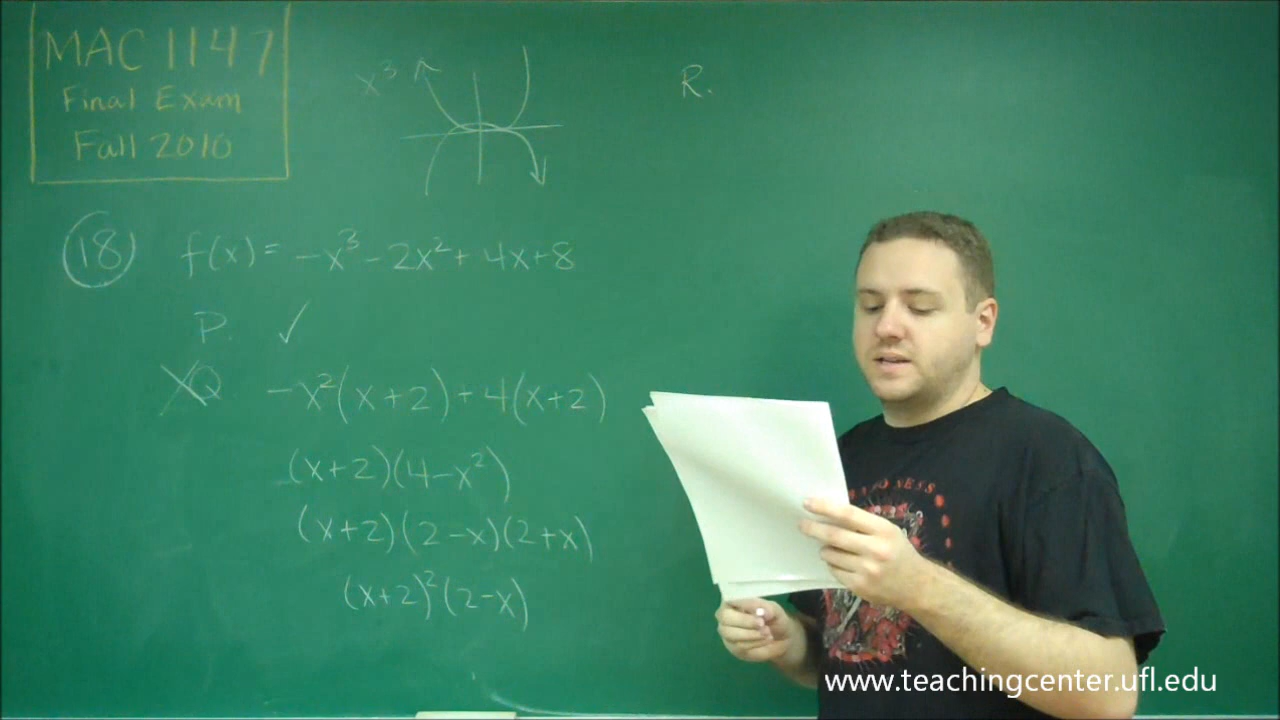 MAC 1147
Final Exam
Fall 2010
x³
R.
18 f(x) = -x³ - 2x² + 4x + 8
P. ✓
Q -x²(x+2) + 4(x+2)
(x+2)(4-x²)
(x+2)(2-x)(2+x)
(x+2)²(2-x)
NESS
www.teachingcenter.ufl.edu